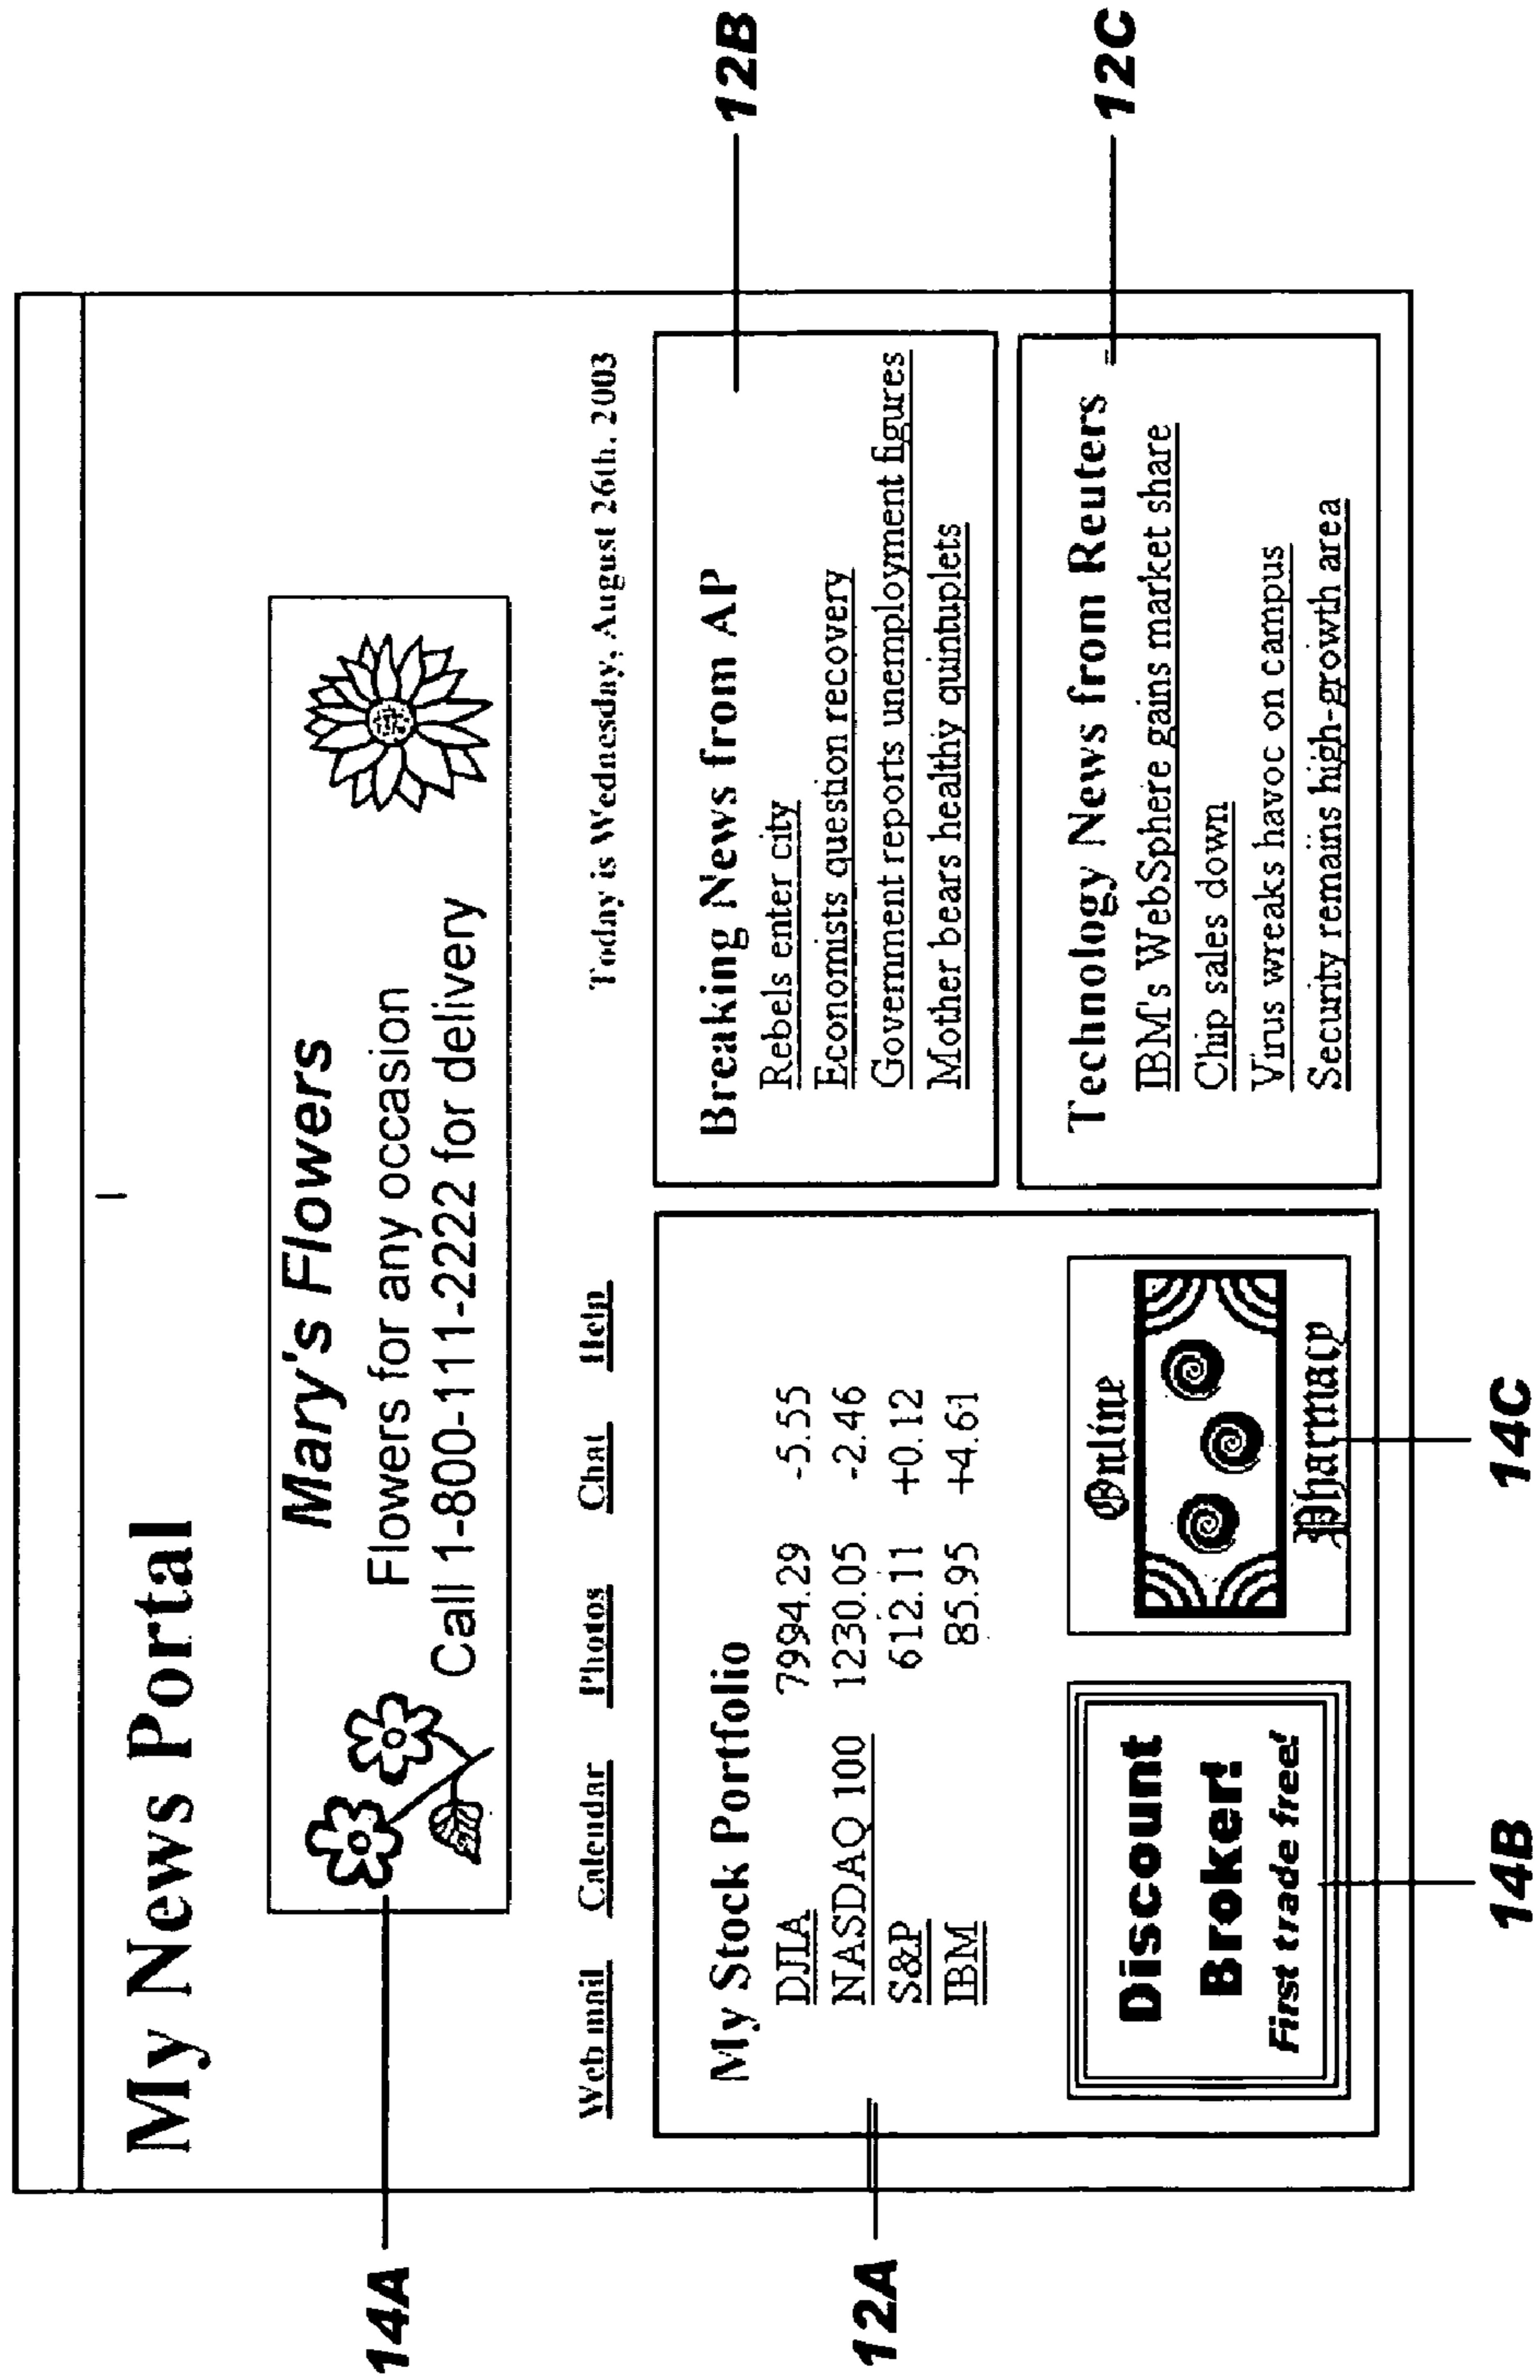 My News Portal
14A
Mary's Flowers
Flowers for any occasion
Call 1-800-111-2222 for delivery
Web mail Calendar Photos Chat Help
Today is Wednesday, August 26th, 2003
12A
My Stock Portfolio
DJIA 7994.29 -5.55
NASDAQ 100 1230.05 -2.46
S&P 612.11 +0.12
IBM 85.95 +4.61
Discount
Broker!
First trade free!
14B
Online
Pharmacy
14C
Breaking News from AP
Rebels enter city
Economists question recovery
Government reports unemployment figures
Mother bears healthy quintuplets
12B
Technology News from Reuters
IBM's WebSphere gains market share
Chip sales down
Virus wreaks havoc on campus
Security remains high-growth area
12C